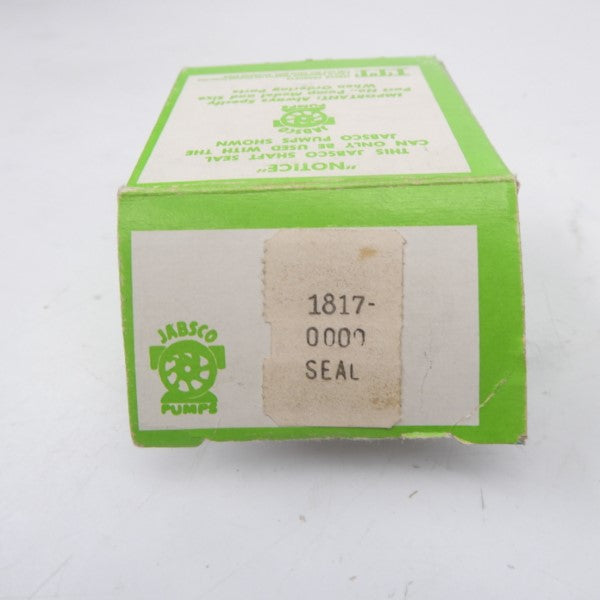 "NOTICE"
THIS JABSCO SHAFT SEAL
CAN ONLY BE USED WITH THE
JABSCO PUMPS SHOWN
JABSCO
PUMPS
IMPORTANT: Always Specify
Part No., Pump Model and Size
When Ordering Parts
ITT
JABSCO
PUMPS
1817-
0000
SEAL